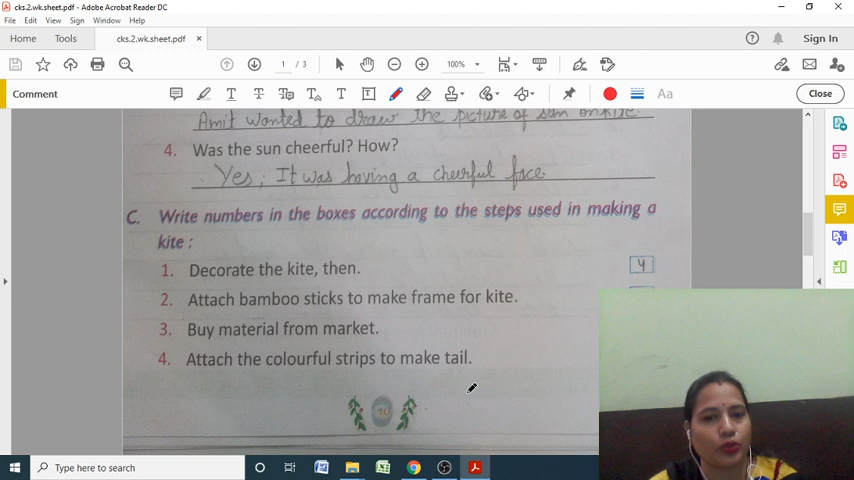 cks.2.wk.sheet.pdf - Adobe Acrobat Reader DC
File Edit View Sign Window Help
Home Tools cks.2.wk.sheet.pdf × Sign In
1 / 3 100%
Comment T T T Aa Close
Amit wanted to draw the picture of sun on kite.
4. Was the sun cheerful? How?
Yes, It was having a cheerful face
C. Write numbers in the boxes according to the steps used in making a
kite :
1. Decorate the kite, then. 4
2. Attach bamboo sticks to make frame for kite.
3. Buy material from market.
4. Attach the colourful strips to make tail.
10
Type here to search